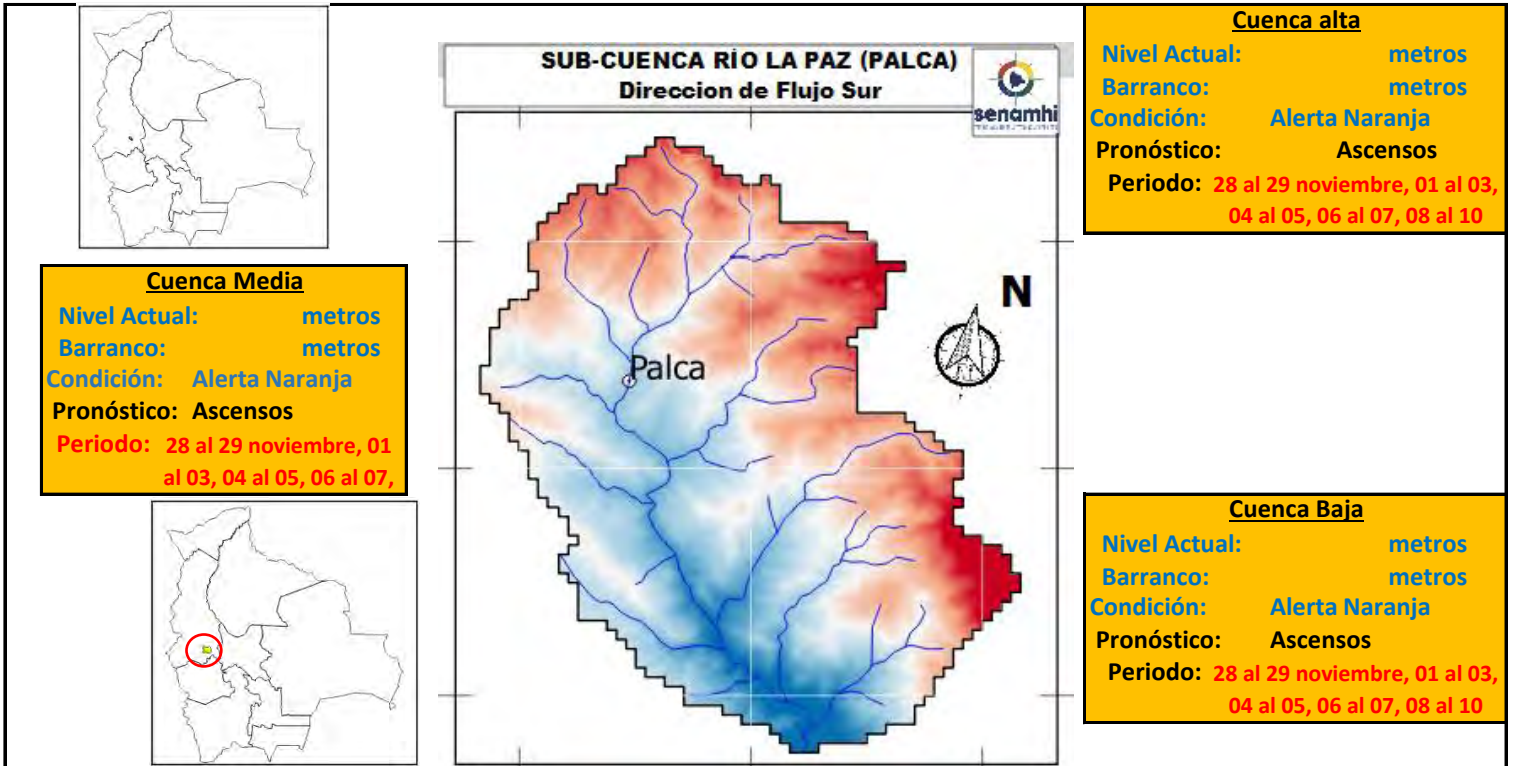 SUB-CUENCA RÍO LA PAZ (PALCA)
Direccion de Flujo Sur
senamhi
Palca
N
Cuenca alta
Nivel Actual: metros
Barranco: metros
Condición: Alerta Naranja
Pronóstico: Ascensos
Periodo: 28 al 29 noviembre, 01 al 03,
04 al 05, 06 al 07, 08 al 10
Cuenca Media
Nivel Actual: metros
Barranco: metros
Condición: Alerta Naranja
Pronóstico: Ascensos
Periodo: 28 al 29 noviembre, 01
al 03, 04 al 05, 06 al 07,
Cuenca Baja
Nivel Actual: metros
Barranco: metros
Condición: Alerta Naranja
Pronóstico: Ascensos
Periodo: 28 al 29 noviembre, 01 al 03,
04 al 05, 06 al 07, 08 al 10